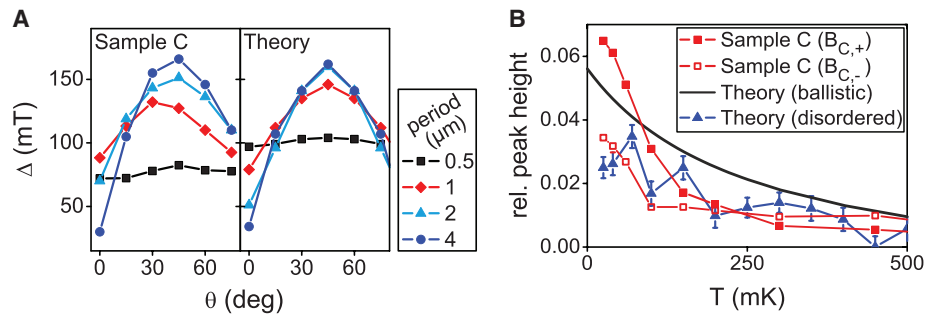 A
Sample C
Theory
150
100
50
Δ (mT)
0
30
60
0
30
60
θ (deg)
period
(μm)
0.5
1
2
4
B
0.06
0.04
0.02
0.00
rel. peak height
Sample C (B_{C,+})
Sample C (B_{C,-})
Theory (ballistic)
Theory (disordered)
0
250
500
T (mK)